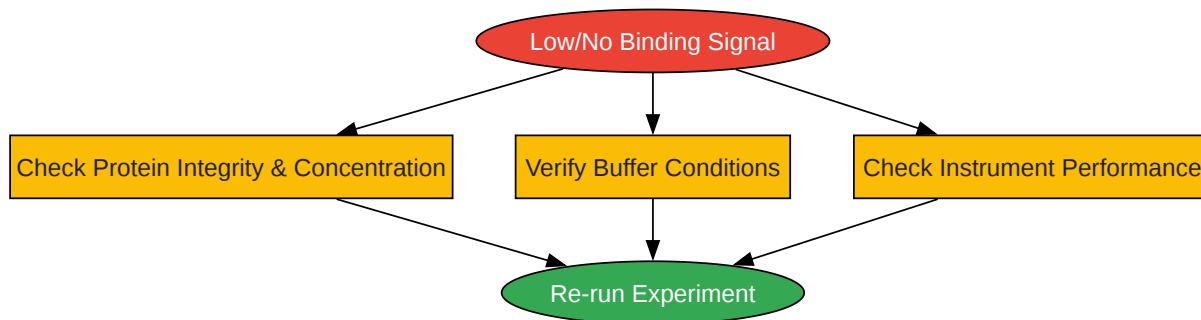 Low/No Binding Signal
Check Protein Integrity & Concentration
Verify Buffer Conditions
Check Instrument Performance
Re-run Experiment